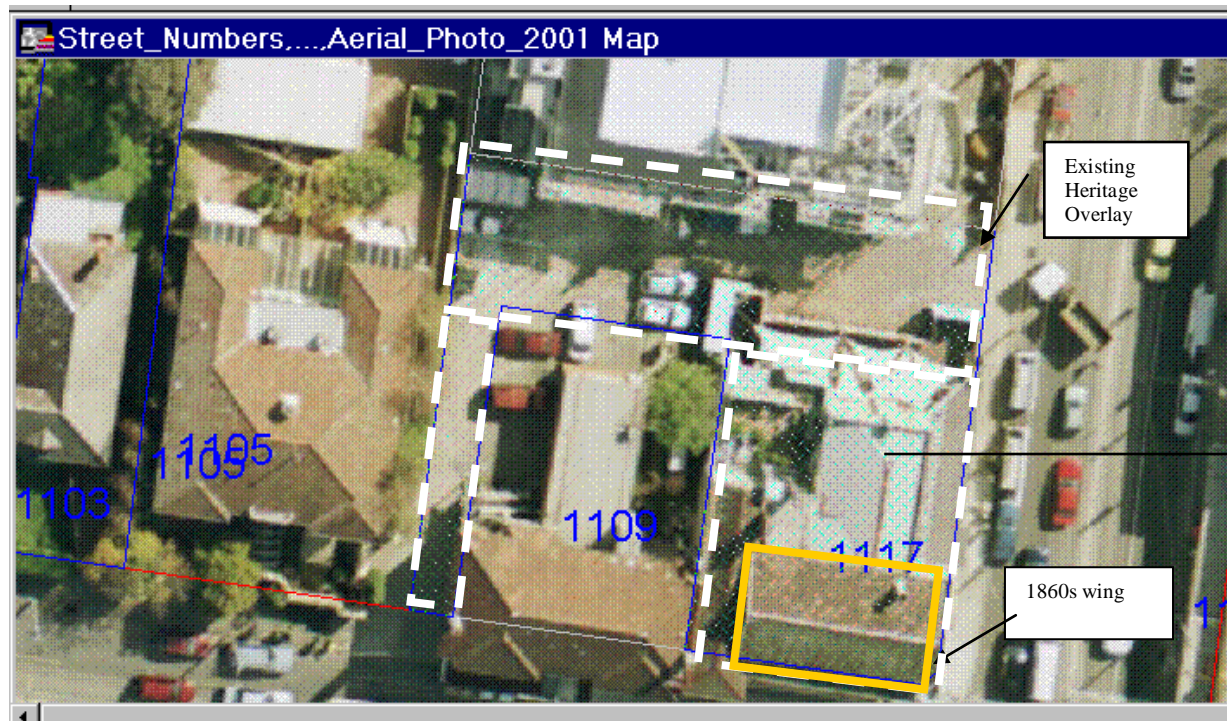 Street_Numbers,...,Aerial_Photo_2001 Map
Existing
Heritage
Overlay
1105
1105
1103
1109
1117
1860s wing